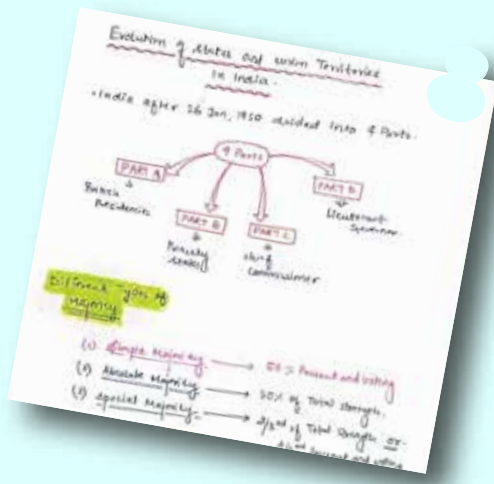 Evolution of states and union Territories
in India.
India after 26 Jan, 1950 divided into 4 Parts.
4 Parts
PART A
British
Presidencies
PART B
Princely
states
PART C
chief
commissioner
PART D
Lieutenant
Governor
Different Types of
Majority
(1) Simple Majority → 50% Present and voting
(2) Absolute Majority → 50% of Total strength.
(3) Special Majority → 2/3rd of Total Strength or
present and voting